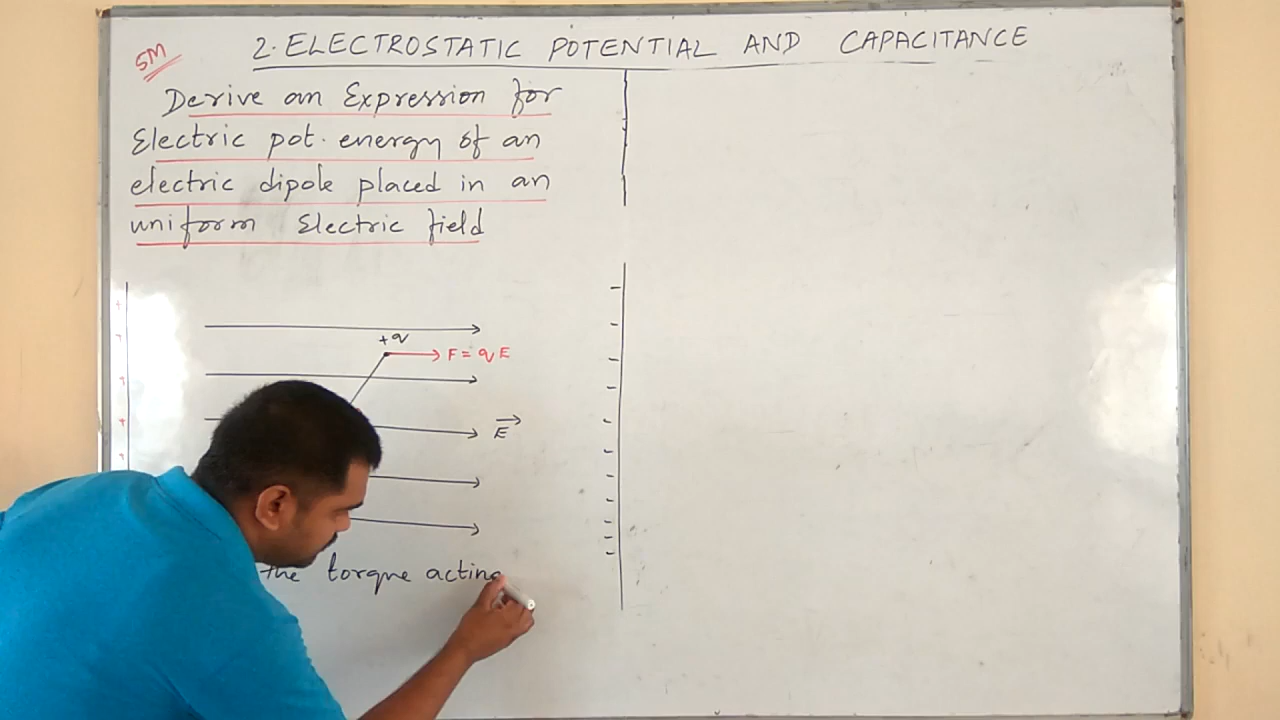 5M
2. ELECTROSTATIC POTENTIAL AND CAPACITANCE
Derive an Expression for
Electric pot. energy of an
electric dipole placed in an
uniform Electric field
+q
F = qE
E
the torque acting